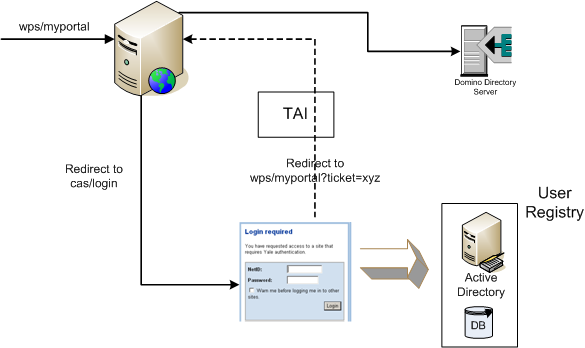 wps/myportal
Domino Directory
Server
TAI
Redirect to
cas/login
Redirect to
wps/myportal?ticket=xyz
User
Registry
Login required
You have requested access to a site that
requires Yale authentication.
NetID:
Password:
Warn me before logging me in to other
sites.
Login
Active
Directory
DB